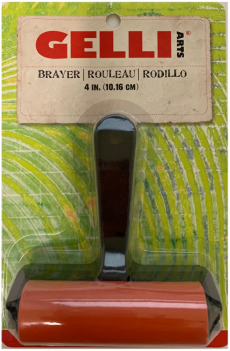 GELLI® ARTS
BRAYER | ROULEAU | RODILLO
4 IN. (10.16 CM)